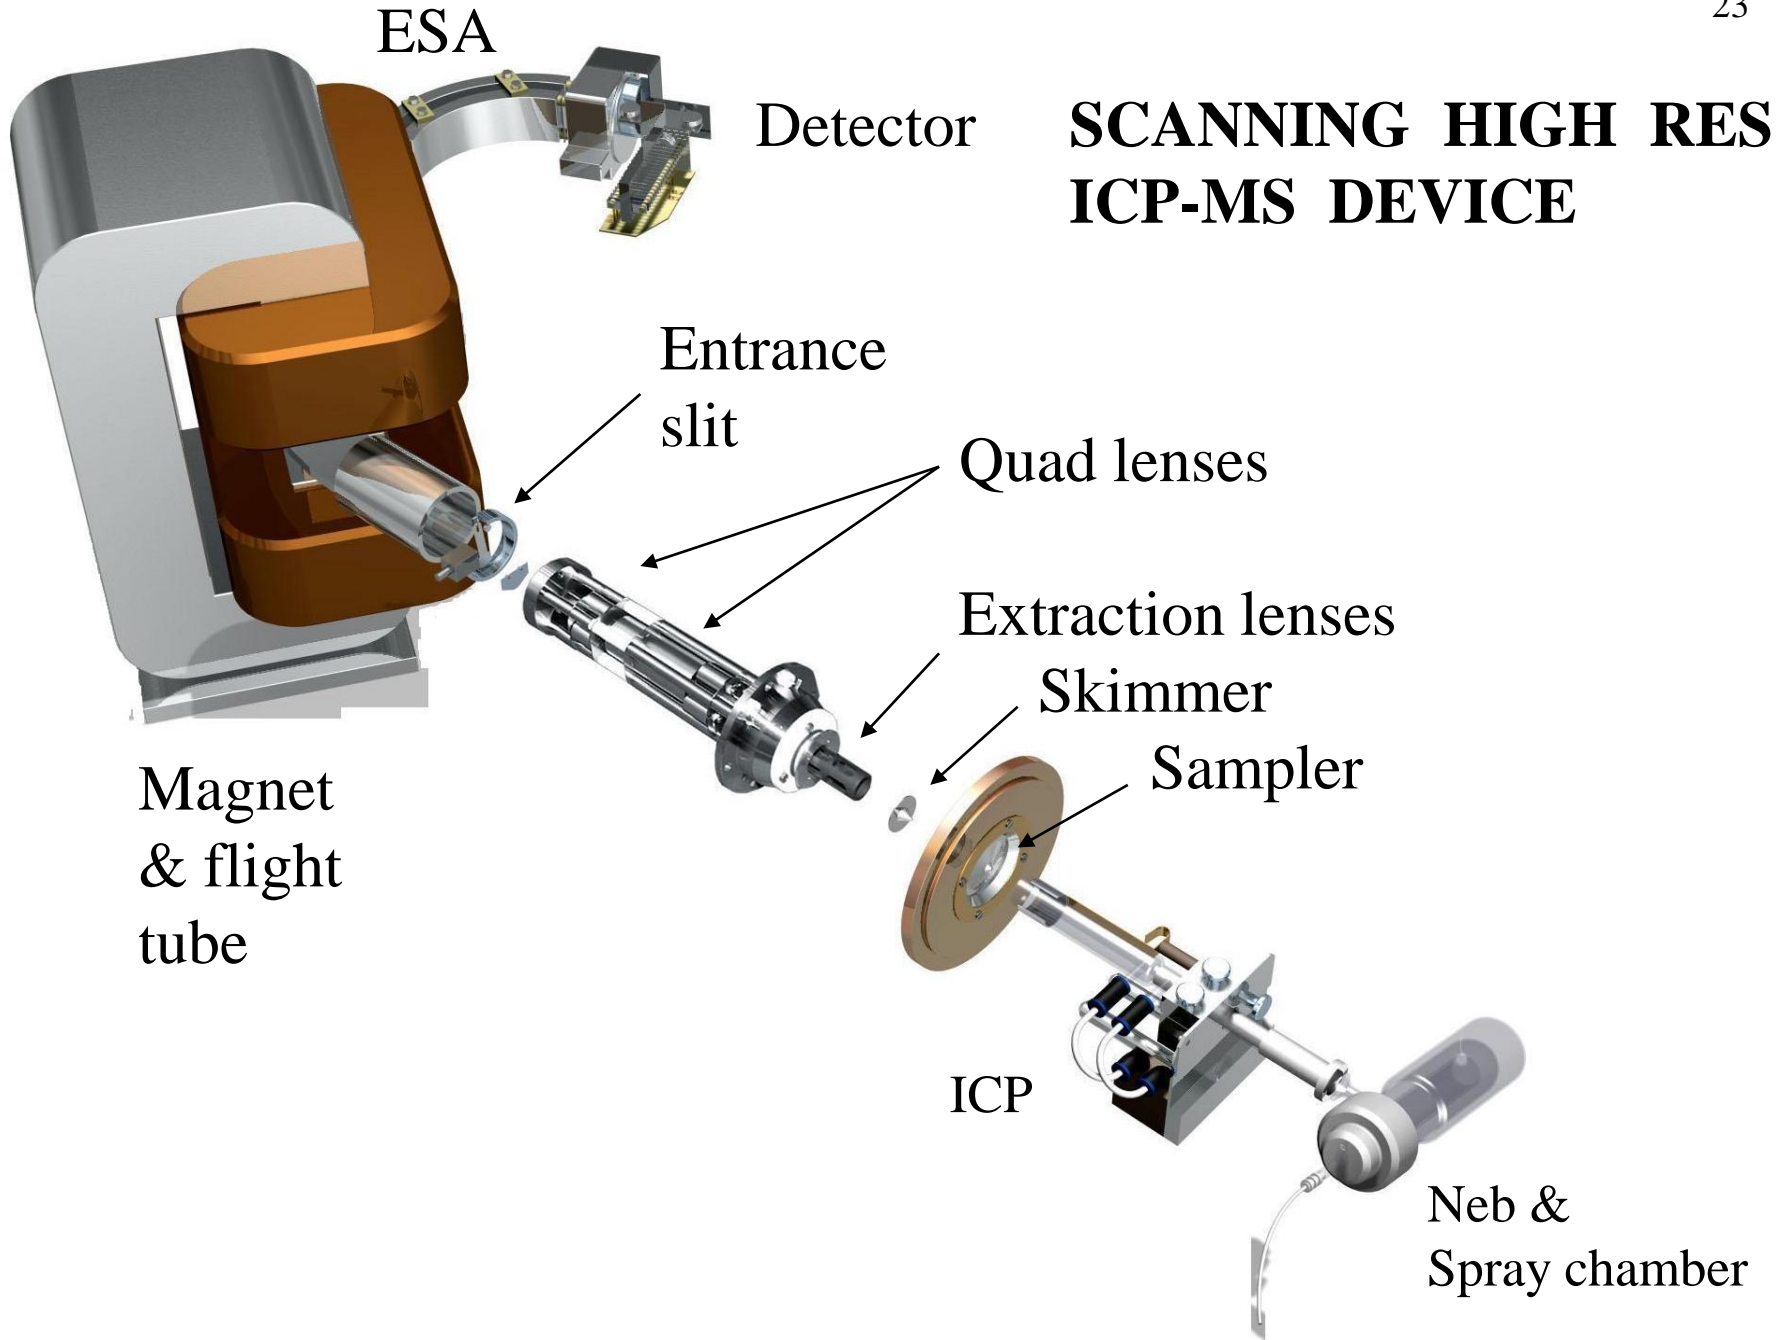 23
ESA
Detector
SCANNING HIGH RES
ICP-MS DEVICE
Entrance
slit
Quad lenses
Extraction lenses
Skimmer
Sampler
Magnet
& flight
tube
ICP
Neb &
Spray chamber